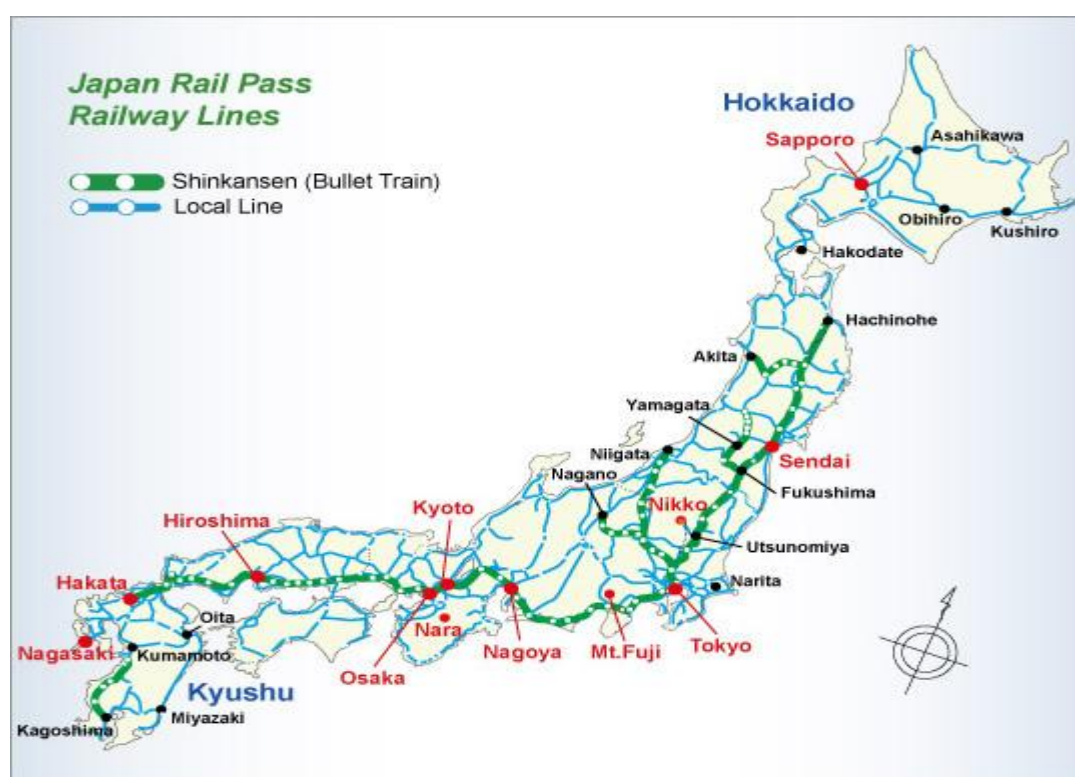 Japan Rail Pass
Railway Lines
Shinkansen (Bullet Train)
Local Line
Hokkaido
Sapporo
Asahikawa
Obihiro
Kushiro
Hakodate
Hachinohe
Akita
Yamagata
Niigata
Sendai
Nagano
Fukushima
Nikko
Kyoto
Hiroshima
Utsunomiya
Hakata
Narita
Oita
Nara
Nagasaki
Kumamoto
Nagoya
Mt.Fuji
Tokyo
Osaka
Kyushu
Miyazaki
Kagoshima